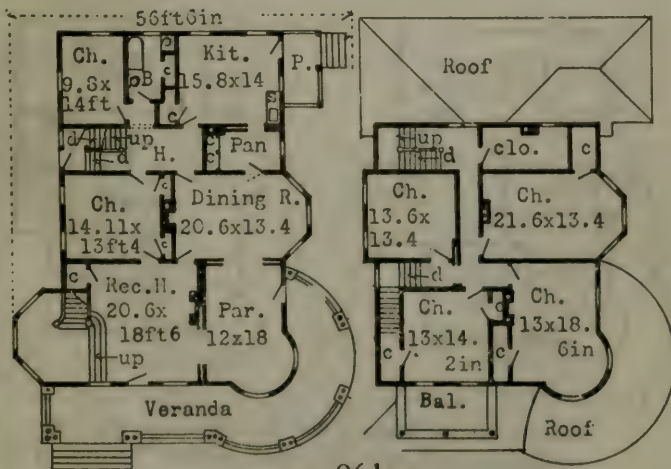 56ft6in
Ch.
9.8x
14ft
B
c
c
Kit.
15.8x14
P.
d
up
d
H.
c
c
Pan
Ch.
14.11x
13ft4
c
c
Dining R.
20.6x13.4
c
Rec.H.
20.6x
18ft6
up
Par.
12x18
Veranda
Roof
up
d
clo.
c
Ch.
13.6x
13.4
Ch.
21.6x13.4
d
Ch.
13x14.
2in
c
c
c
Ch.
13x18.
6in
Bal.
Roof